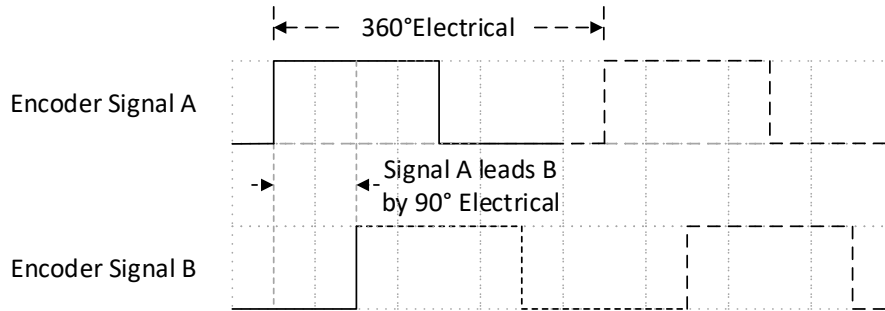 360°Electrical
Encoder Signal A
Signal A leads B
by 90° Electrical
Encoder Signal B